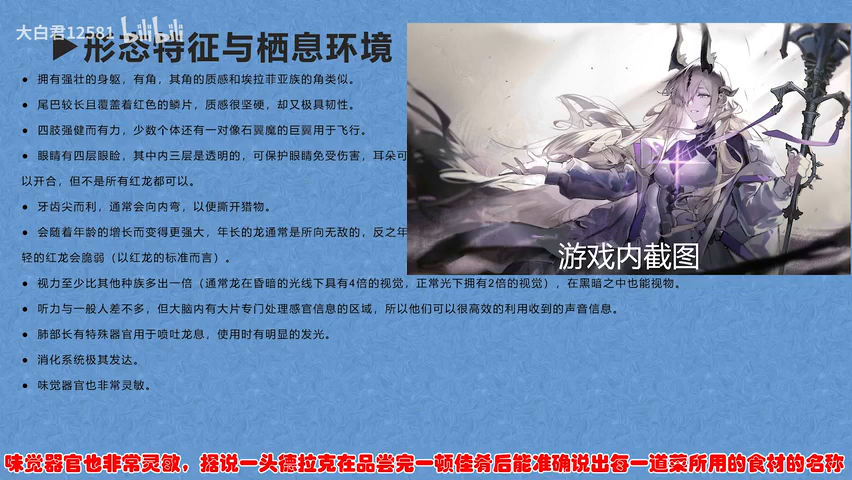 大白君12581 bilibili
▶形态特征与栖息环境
● 拥有强壮的身躯，有角，其角的质感和埃拉菲亚族的角类似。
● 尾巴较长且覆盖着红色的鳞片，质感很坚硬，却又极具韧性。
● 四肢强健而有力，少数个体还有一对像石翼魔的巨翼用于飞行。
● 眼睛有四层眼睑，其中内三层是透明的，可保护眼睛免受伤害，耳朵可
以开合，但不是所有红龙都可以。
● 牙齿尖而利，通常会向内弯，以便撕开猎物。
● 会随着年龄的增长而变得更强大，年长的龙通常是所向无敌的，反之年
轻的红龙会脆弱（以红龙的标准而言）。
游戏内截图
● 视力至少比其他种族多出一倍（通常龙在昏暗的光线下具有4倍的视觉，正常光下拥有2倍的视觉），在黑暗之中也能视物。
● 听力与一般人差不多，但大脑内有大片专门处理感官信息的区域，所以他们可以很高效的利用收到的声音信息。
● 肺部长有特殊器官用于喷吐龙息，使用时有明显的发光。
● 消化系统极其发达。
● 味觉器官也非常灵敏。
味觉器官也非常灵敏，据说一头德拉克在品尝完一顿佳肴后能准确说出每一道菜所用的食材的名称